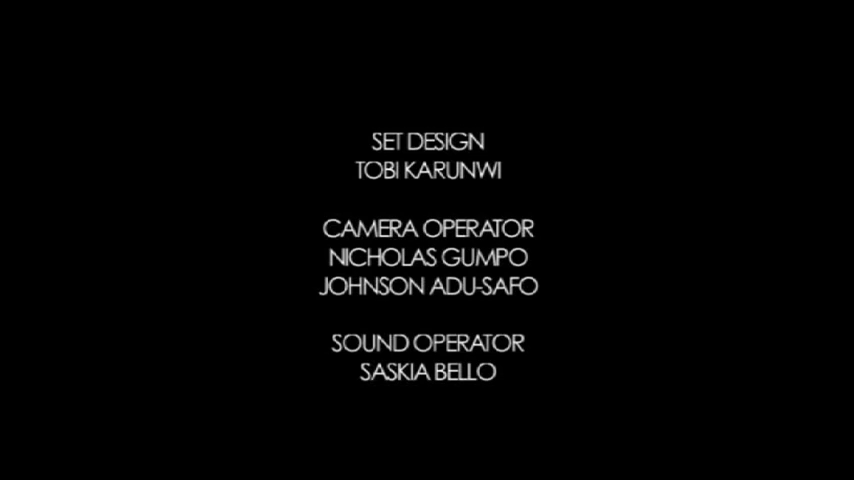 SET DESIGN
TOBI KARUNWI
CAMERA OPERATOR
NICHOLAS GUMPO
JOHNSON ADU-SAFO
SOUND OPERATOR
SASKIA BELLO